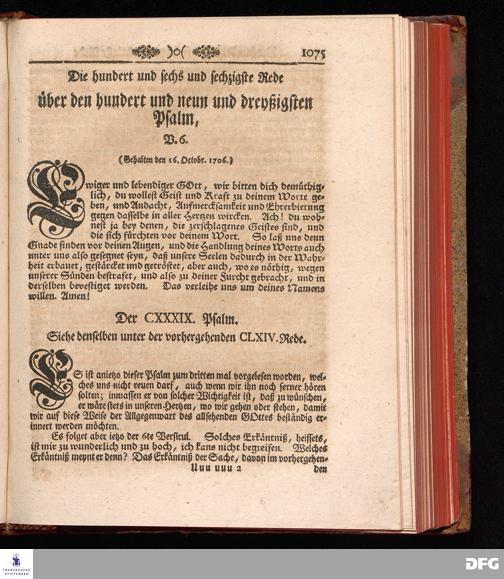 )o( 1075
Die hundert und sechs und sechzigste Rede
über den hundert und neun und dreyßigsten
Psalm,
V. 6.
(Gehalten den 16. Octobr. 1706.)
Ewiger und lebendiger GOtt, wir bitten dich demüthig-
lich, du wollest Geist und Kraft zu deinem Worte ge-
ben, und Andacht, Aufmercksamkeit und Ehrerbierung
gegen dasselbe in aller Hertzen wircken. Ach! du woh-
nest ja bey denen, die zerschlagenes Geistes sind, und
die sich fürchten vor deinem Wort. So laß uns denn
Gnade finden vor deinen Augen, und die Handlung deines Worts auch
unter uns also gesegnet seyn, daß unsere Seelen dadurch in der Wahr-
heit erbauet, gestärcket und getröstet, aber auch, wo es nöthig, wegen
unserer Sünden bestrafet, und also zu deiner Furcht gebracht, und in
derselben bevestiget werden. Das verleihe uns um deines Namens
willen. Amen!
Der CXXXIX. Psalm.
Siehe denselben unter der vorhergehenden CLXIV. Rede.
ES ist anietzo dieser Psalm zum dritten mal vorgelesen worden, wel-
ches uns nicht reuen darf, auch wenn wir ihn noch ferner hören
solten; inmassen er von solcher Wichtigkeit ist, daß zu wünschen,
er wäre stets in unseren Hertzen, wo wir gehen oder stehen, damit
wir auf diese Weise der Allgegenwart des allsehenden GOttes beständig er-
innert werden möchten.
Es folget aber ietzo der 6te Versicul. Solches Erkäntniß, heissets,
ist mir zu wunderlich und zu hoch, ich kans nicht begreifen. Welches
Erkäntniß meynt er denn? Das Erkäntniß der Sache, davon im vorhergehen-
Uuu uuu 2 den
FRANCKESCHE
STIFTUNGEN
DFG